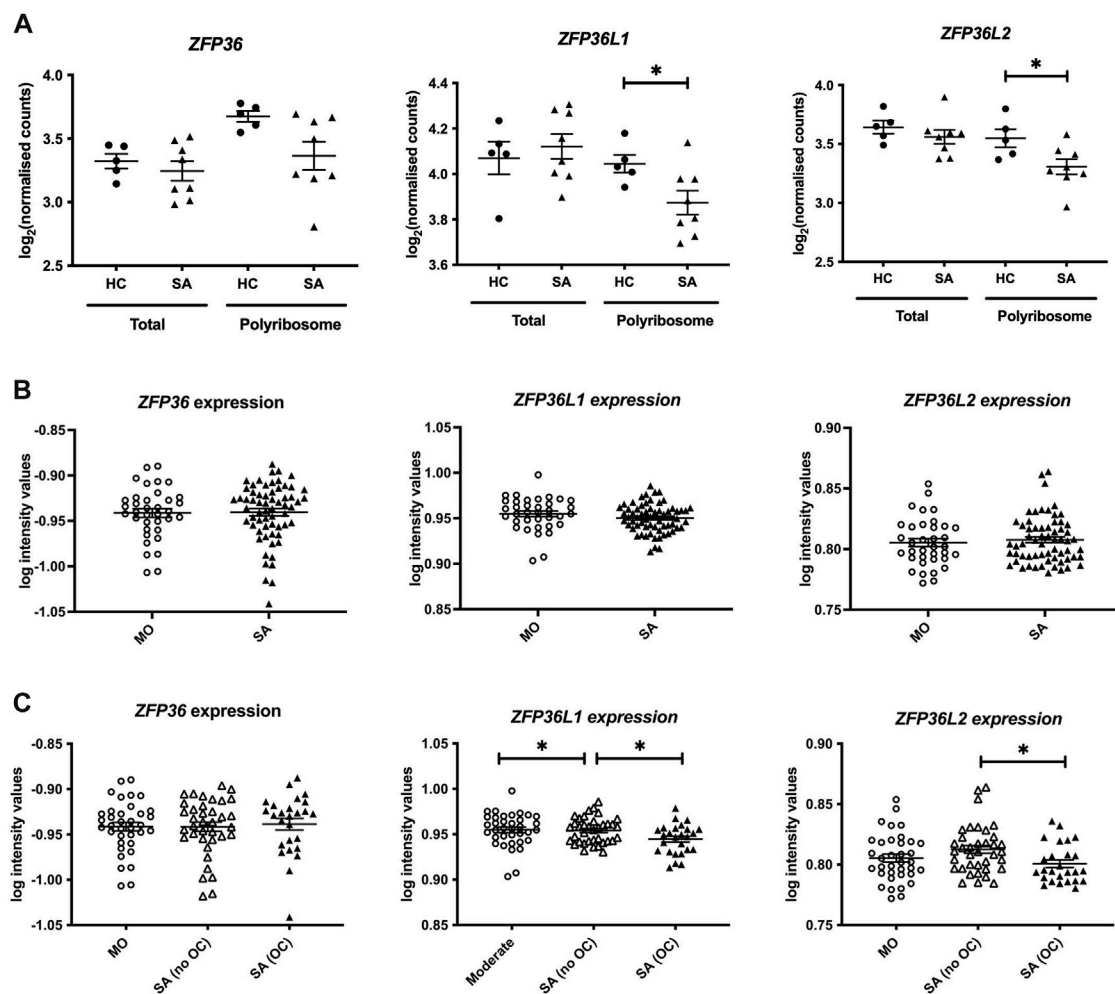 A
ZFP36
log2(normalised counts)
4.0
3.5
3.0
2.5
HC
SA
HC
SA
Total
Polyribosome
ZFP36L1
*
log2(normalised counts)
4.4
4.2
4.0
3.8
3.6
HC
SA
HC
SA
Total
Polyribosome
ZFP36L2
*
log2(normalised counts)
4.0
3.5
3.0
2.5
HC
SA
HC
SA
Total
Polyribosome
B
ZFP36 expression
log intensity values
-0.85
-0.90
-0.95
-1.00
-1.05
MO
SA
ZFP36L1 expression
log intensity values
1.05
1.00
0.95
0.90
0.85
MO
SA
ZFP36L2 expression
log intensity values
0.90
0.85
0.80
0.75
MO
SA
C
ZFP36 expression
log intensity values
-0.85
-0.90
-0.95
-1.00
-1.05
MO
SA (no OC)
SA (OC)
ZFP36L1 expression
*
*
log intensity values
1.05
1.00
0.95
0.90
0.85
Moderate
SA (no OC)
SA (OC)
ZFP36L2 expression
*
log intensity values
0.90
0.85
0.80
0.75
MO
SA (no OC)
SA (OC)